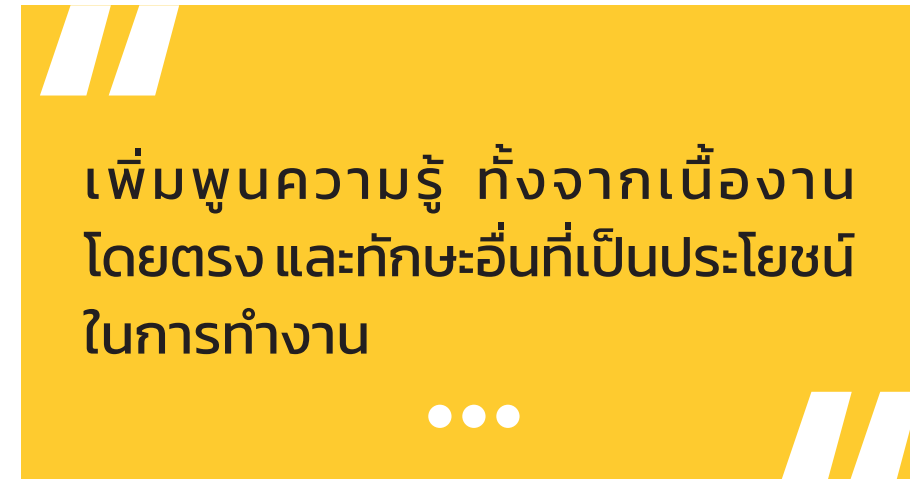 เพิ่มพูนความรู้ ทั้งจากเนื้องาน
โดยตรง และทักษะอื่นที่เป็นประโยชน์
ในการทำงาน